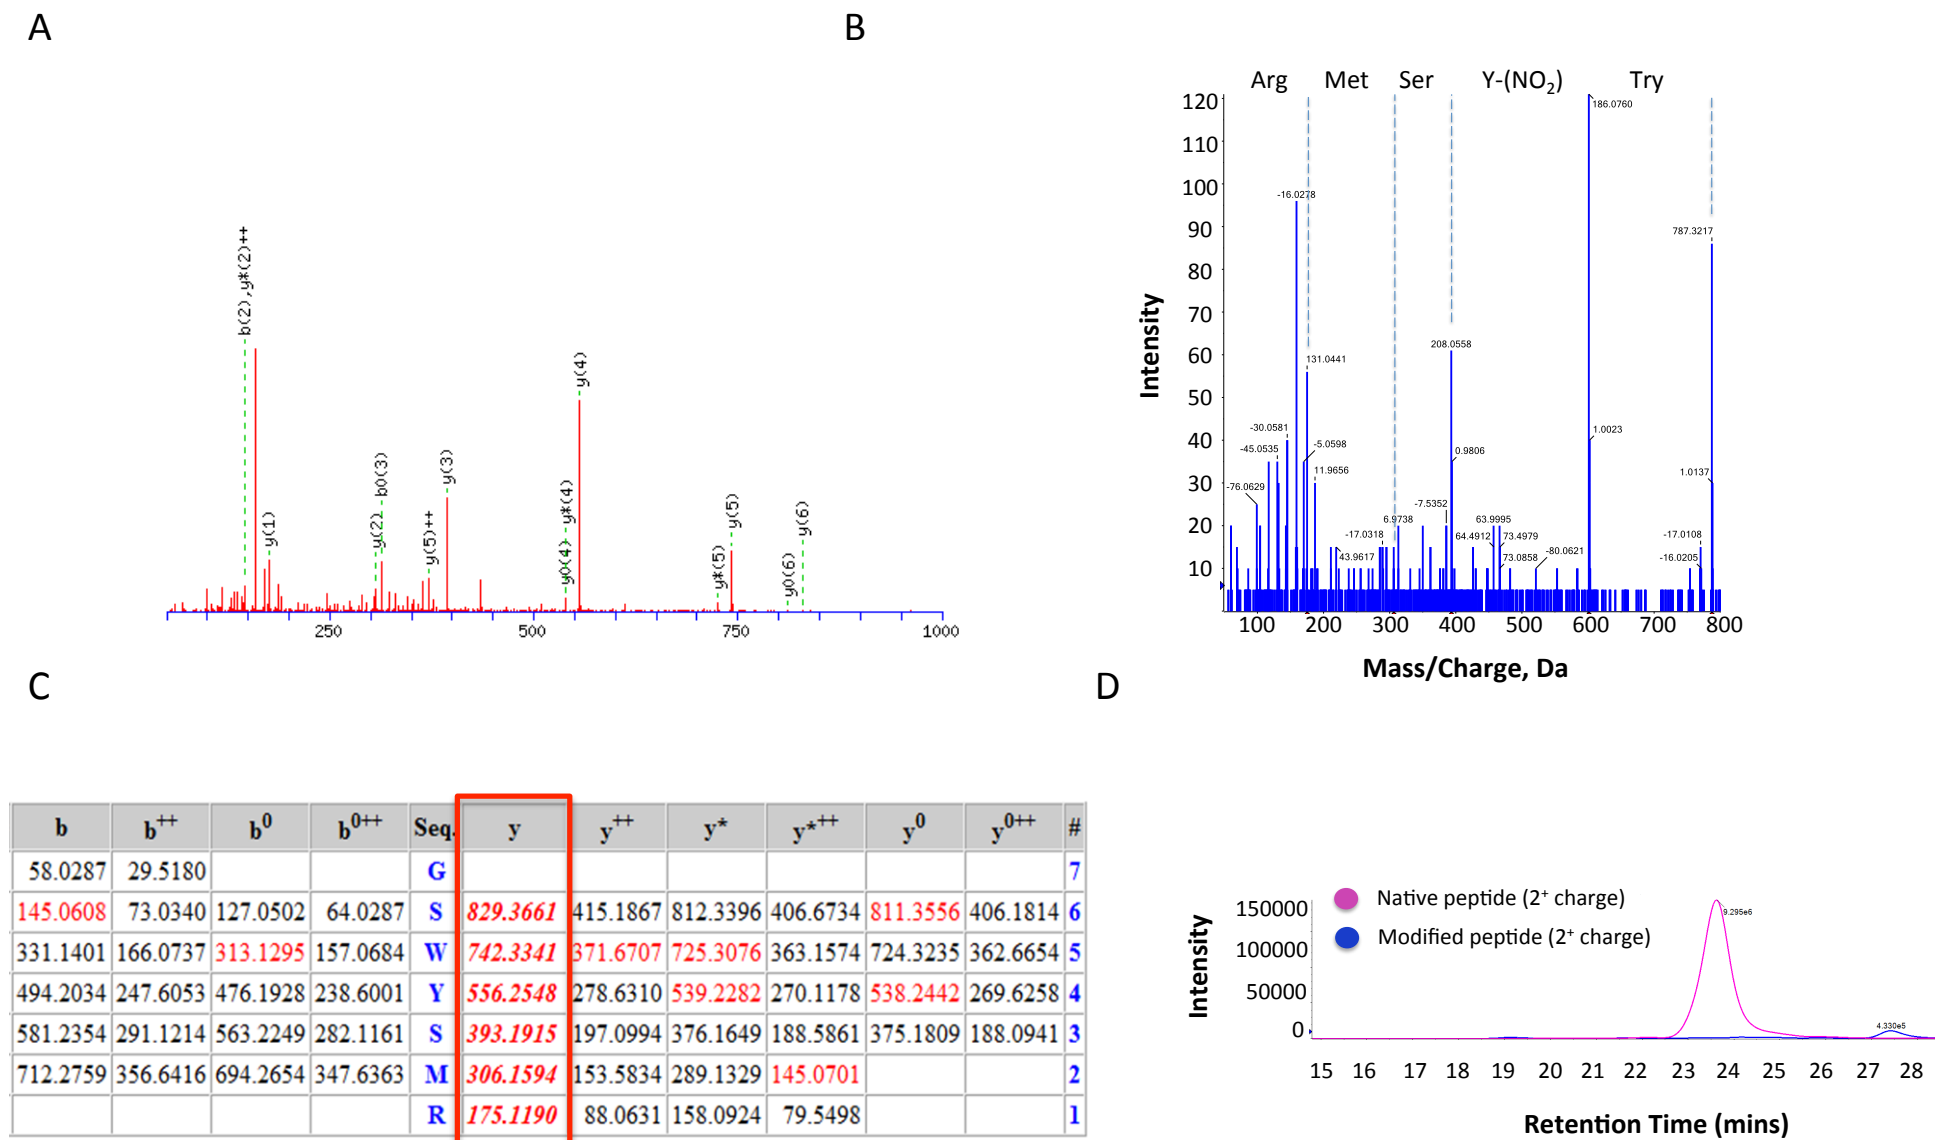 A
B
b(2),y*(2)++
y(1)
y(2)
b0(3)
y(5)++
y(3)
y0(4)
y*(4)
y(4)
y*(5)
y(5)
y0(6)
y(6)
250 500 750 1000
Arg Met Ser Y-(NO2) Try
Intensity
120
110
100
90
80
70
60
50
40
30
20
10
186.0760
-16.0278
787.3217
208.0558
131.0441
1.0023
-30.0581
-5.0598
-45.0535
0.9806
11.9656
1.0137
-76.0629
-7.5352
6.9738
63.9995
-17.0318
64.4912
73.4979
-17.0108
43.9617
73.0858
-80.0621
-16.0205
100 200 300 400 500 600 700 800
Mass/Charge, Da
C
D
b b++ b0 b0++ Seq. y y++ y* y*++ y0 y0++ #
58.0287 29.5180 G 7
145.0608 73.0340 127.0502 64.0287 S 829.3661 415.1867 812.3396 406.6734 811.3556 406.1814 6
331.1401 166.0737 313.1295 157.0684 W 742.3341 371.6707 725.3076 363.1574 724.3235 362.6654 5
494.2034 247.6053 476.1928 238.6001 Y 556.2548 278.6310 539.2282 270.1178 538.2442 269.6258 4
581.2354 291.1214 563.2249 282.1161 S 393.1915 197.0994 376.1649 188.5861 375.1809 188.0941 3
712.2759 356.6416 694.2654 347.6363 M 306.1594 153.5834 289.1329 145.0701 2
R 175.1190 88.0631 158.0924 79.5498 1
Native peptide (2+ charge)
Modified peptide (2+ charge)
Intensity
150000
100000
50000
0
9.295e6
4.330e5
15 16 17 18 19 20 21 22 23 24 25 26 27 28
Retention Time (mins)